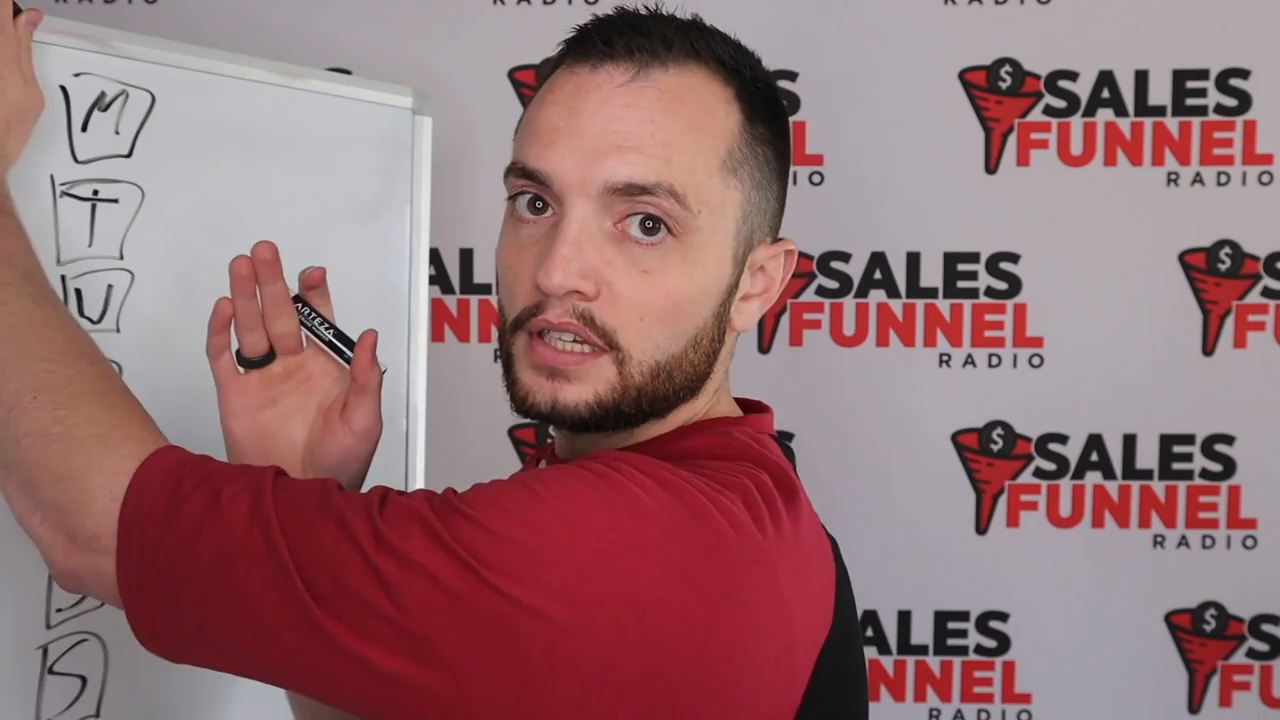 RADIO
RADIO
RADIO
M
T
U
S
S
ARTEZA
SALES
FUNNEL
RADIO
SALES
FUNNEL
RADIO
SALES
FUNNEL
RADIO
SALES
FUNNEL
RADIO
$
$
$
$